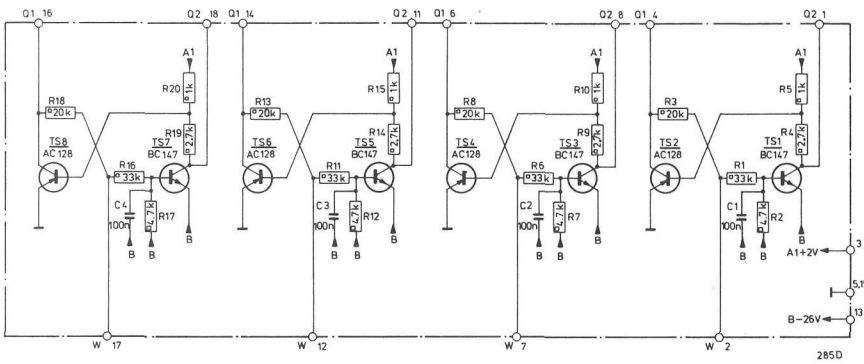 Q1 16
Q2 18
Q1 14
Q2 11
Q1 6
Q2 8
Q1 4
Q2 1
A1
A1
A1
A1
R20
1k
R15
1k
R10
1k
R5
1k
R18
20k
R13
20k
R8
20k
R3
20k
R19
2,7k
R14
2,7k
R9
2,7k
R4
2,7k
TS8
AC128
TS7
BC147
TS6
AC128
TS5
BC147
TS4
AC128
TS3
BC147
TS2
AC128
TS1
BC147
R16
33k
R11
33k
R6
33k
R1
33k
C4
100n
4,7k
R17
C3
100n
4,7k
R12
C2
100n
4,7k
R7
C1
100n
4,7k
R2
B
B
B
B
B
B
B
B
B
B
B
B
A1+2V
3
B-26V
13
W 17
W 12
W 7
W 2
285D